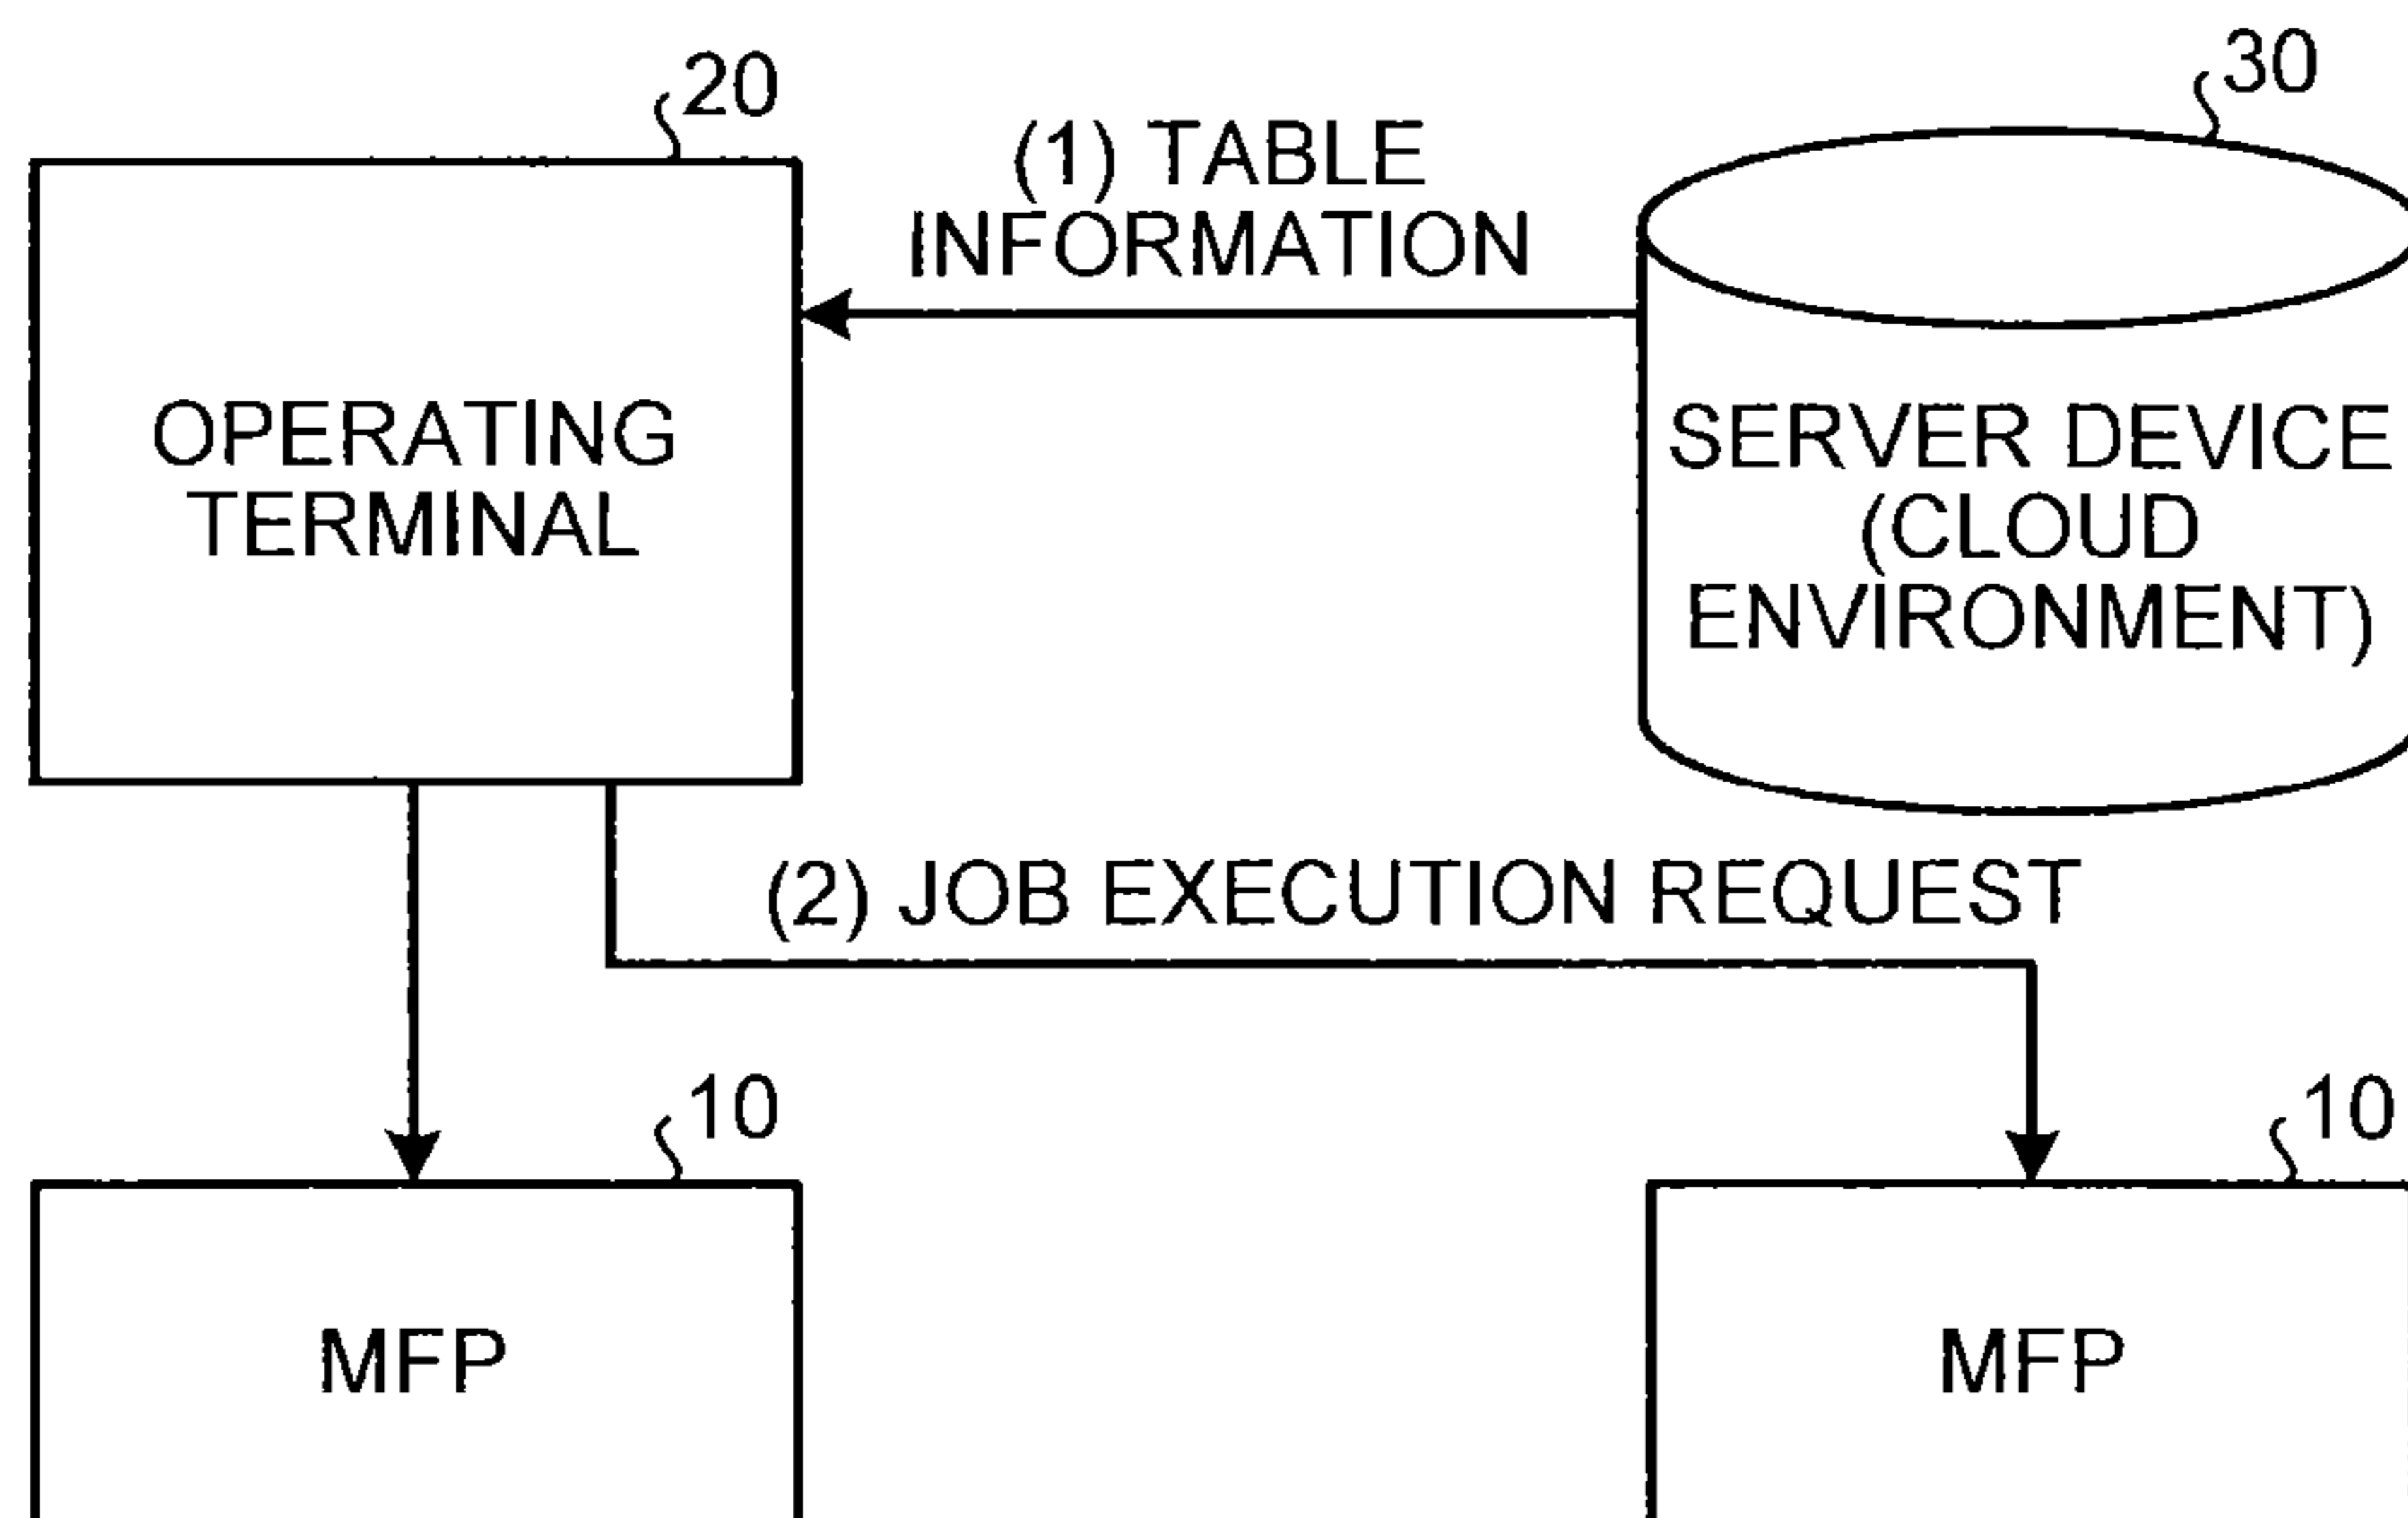 20
30
(1) TABLE
INFORMATION
OPERATING
TERMINAL
SERVER DEVICE
(CLOUD
ENVIRONMENT)
(2) JOB EXECUTION REQUEST
10
10
MFP
MFP